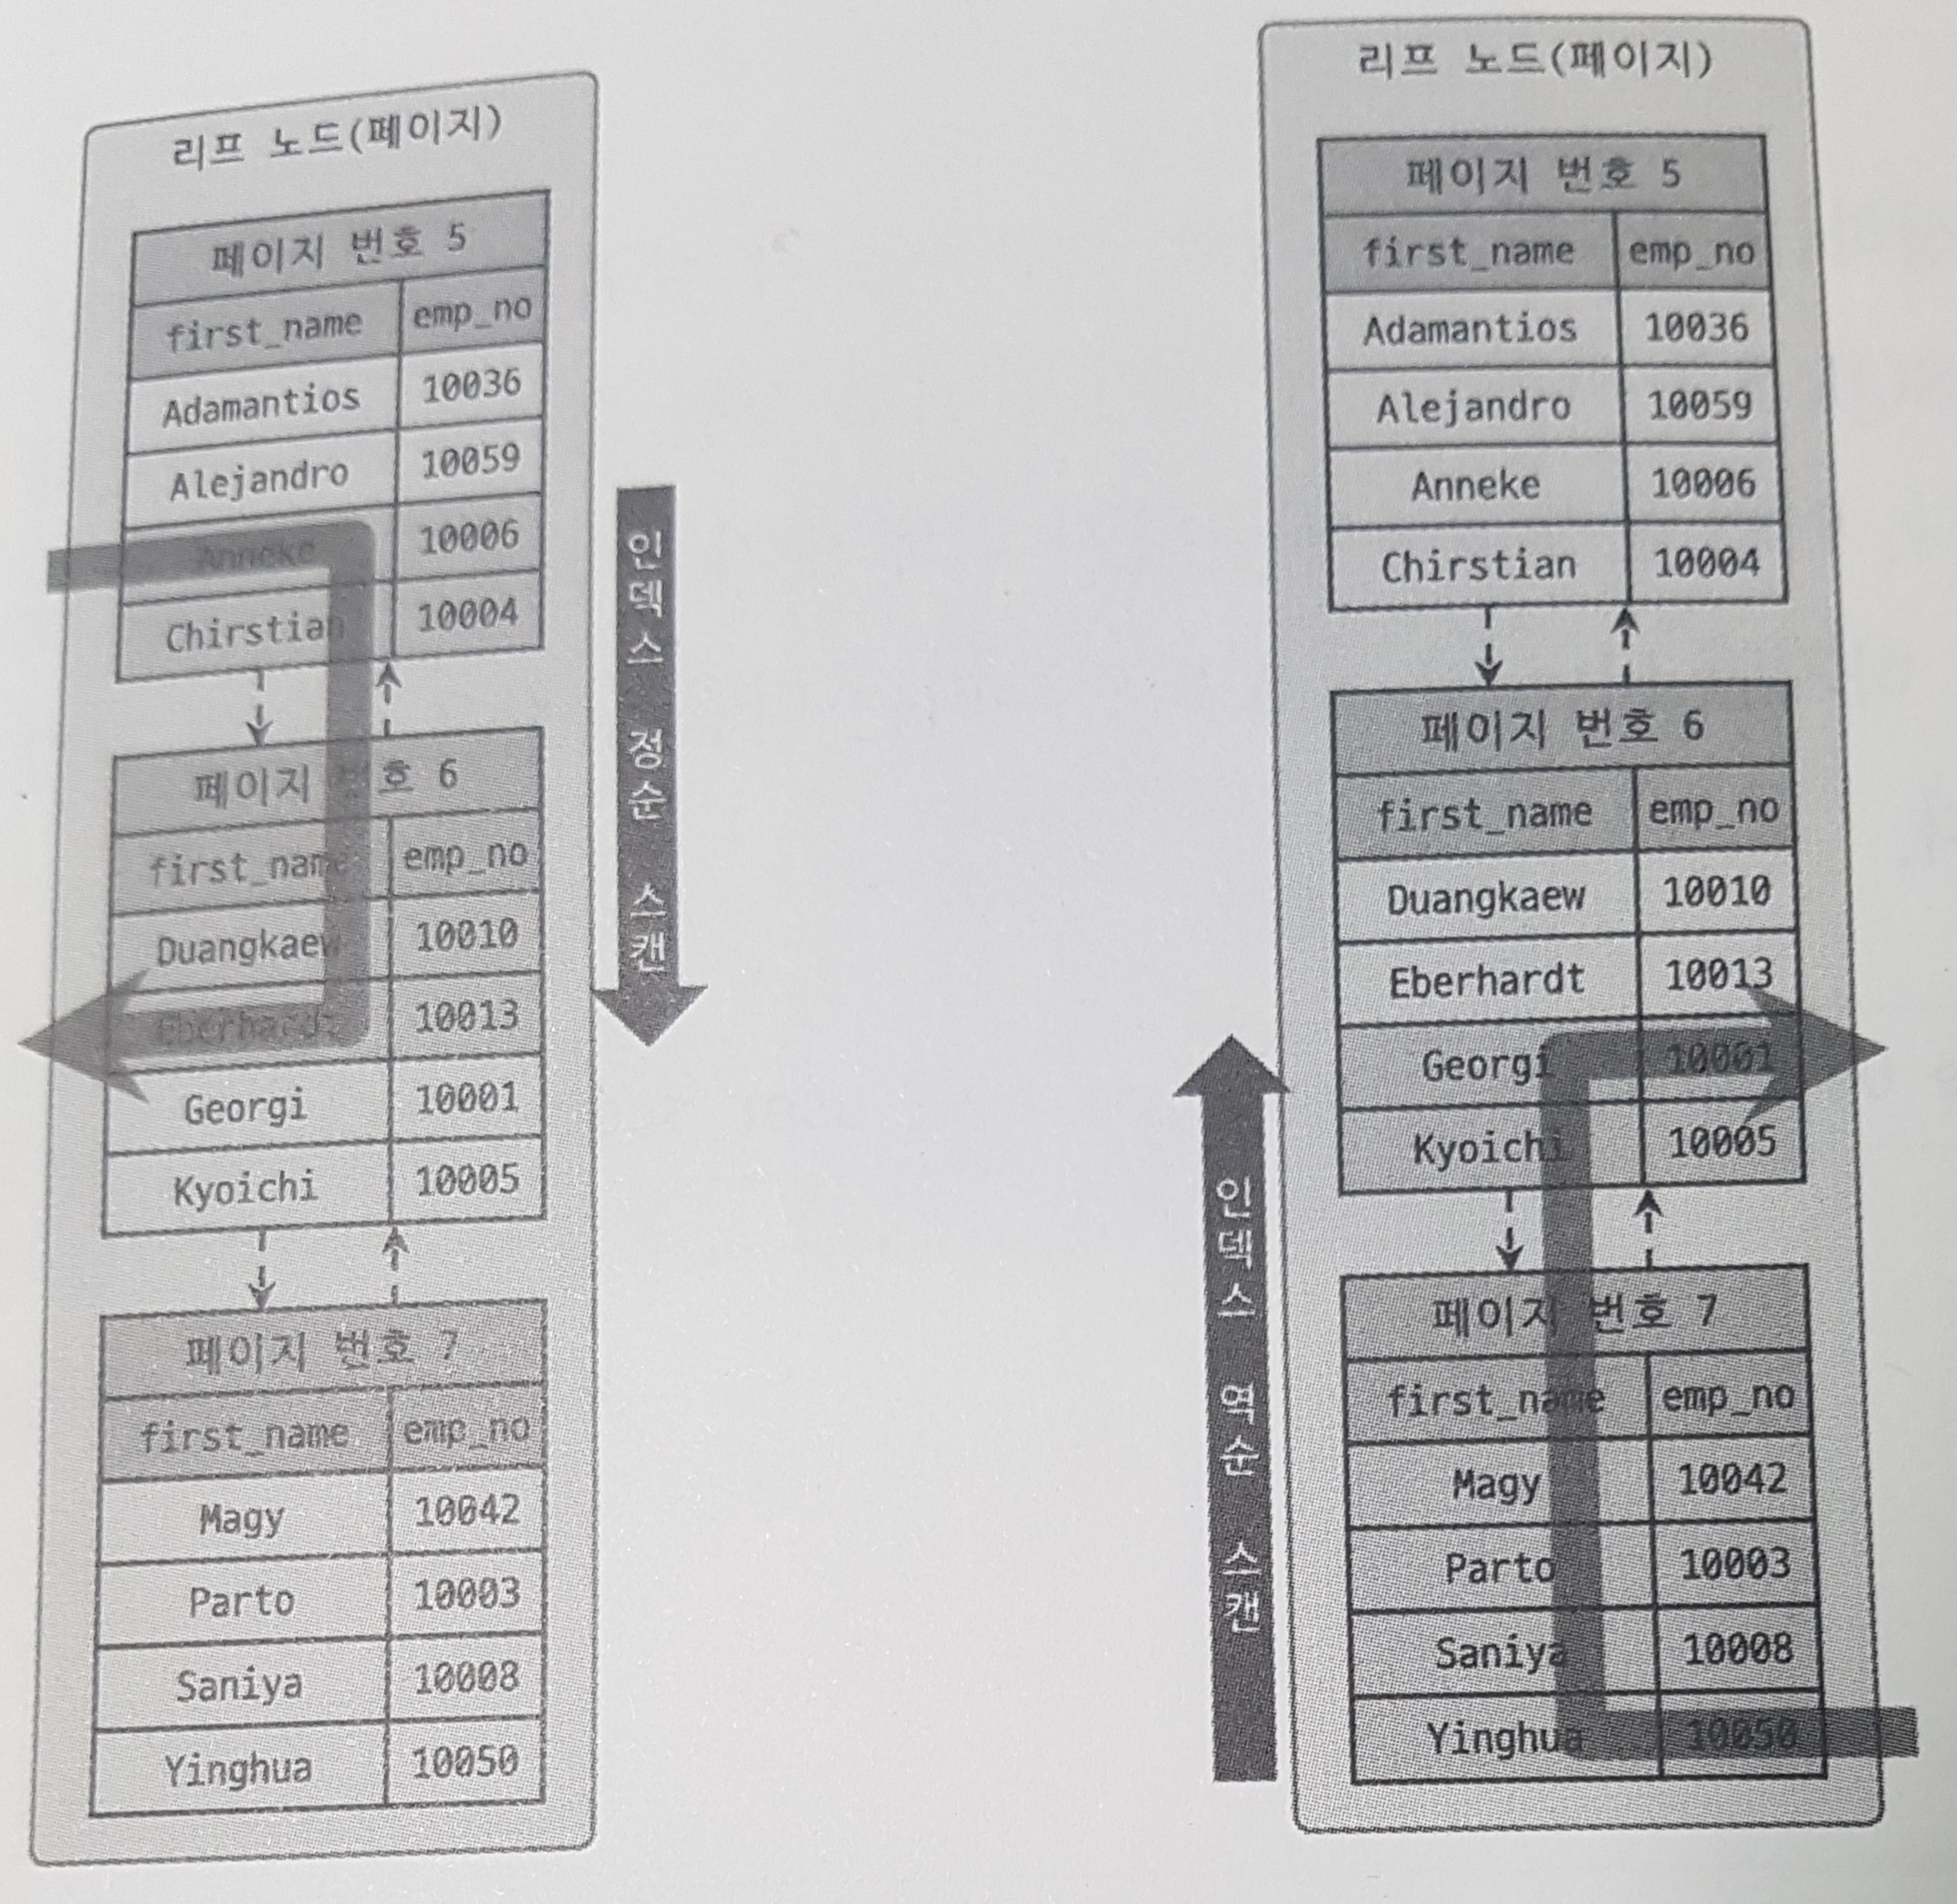 리프 노드(페이지)
페이지 번호 5
first_name emp_no
Adamantios 10036
Alejandro 10059
Anneke 10006
Chirstian 10004
페이지 번호 6
first_name emp_no
Duangkaew 10010
Eberhardt 10013
Georgi 10001
Kyoichi 10005
페이지 번호 7
first_name emp_no
Magy 10042
Parto 10003
Saniya 10008
Yinghua 10050
인덱스 정순 스캔
인덱스 역순 스캔
리프 노드(페이지)
페이지 번호 5
first_name emp_no
Adamantios 10036
Alejandro 10059
Anneke 10006
Chirstian 10004
페이지 번호 6
first_name emp_no
Duangkaew 10010
Eberhardt 10013
Georgi 10001
Kyoichi 10005
페이지 번호 7
first_name emp_no
Magy 10042
Parto 10003
Saniya 10008
Yinghua 10050